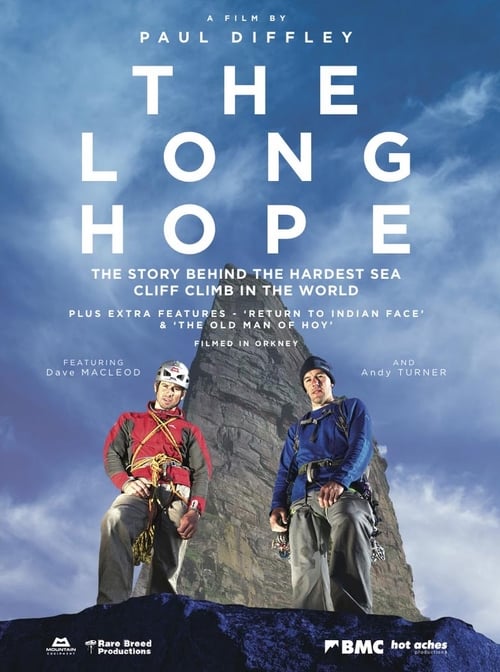 A FILM BY
PAUL DIFFLEY
THE
LONG
HOPE
THE STORY BEHIND THE HARDEST SEA
CLIFF CLIMB IN THE WORLD
PLUS EXTRA FEATURES - 'RETURN TO INDIAN FACE'
& 'THE OLD MAN OF HOY'
FILMED IN ORKNEY
FEATURING
Dave MACLEOD
AND
Andy TURNER
MOUNTAIN
EQUIPMENT
Rare Breed
Productions
BMC
hot aches
productions